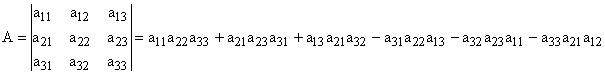 A = |a₁₁ a₁₂ a₁₃|
|a₂₁ a₂₂ a₂₃| = a₁₁a₂₂a₃₃ + a₂₁a₂₃a₃₁ + a₁₃a₂₁a₃₂ − a₃₁a₂₂a₁₃ − a₃₂a₂₃a₁₁ − a₃₃a₂₁a₁₂
|a₃₁ a₃₂ a₃₃|